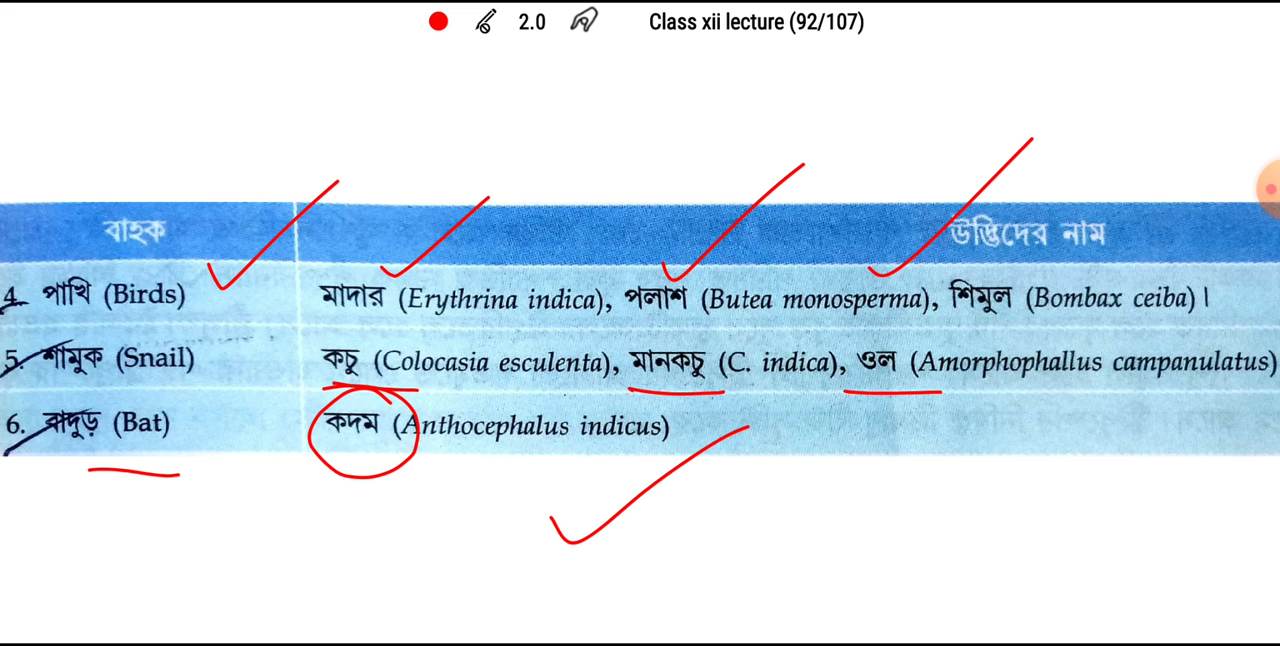 2.0 Class xii lecture (92/107)
বাহক উদ্ভিদের নাম
4. পাখি (Birds) মাদার (Erythrina indica), পলাশ (Butea monosperma), শিমুল (Bombax ceiba)।
5. শামুক (Snail) কচু (Colocasia esculenta), মানকচু (C. indica), ওল (Amorphophallus campanulatus)
6. বাদুড় (Bat) কদম (Anthocephalus indicus)